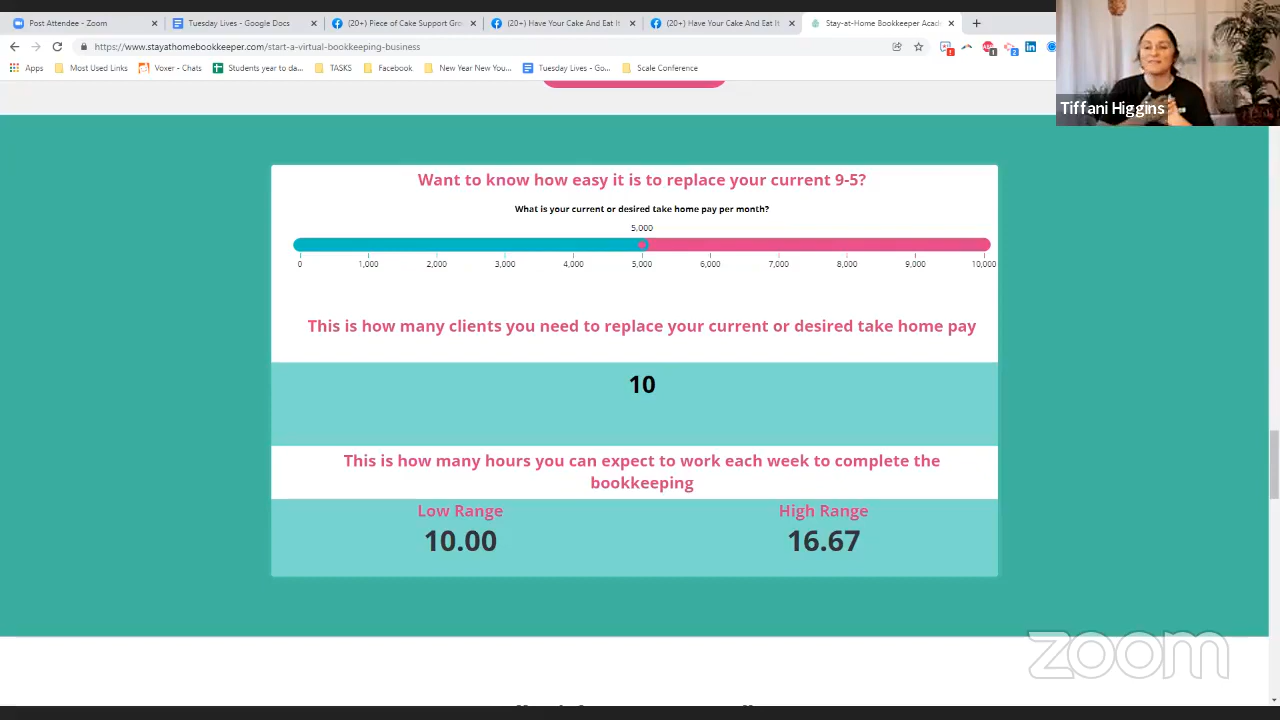 Post Attendee - Zoom
Tuesday Lives - Google Docs
(20+) Piece of Cake Support Gro
(20+) Have Your Cake And Eat It
(20+) Have Your Cake And Eat It
Stay-at-Home Bookkeeper Acad
https://www.stayathomebookkeeper.com/start-a-virtual-bookkeeping-business
Apps
Most Used Links
Voxer - Chats
Students year to da...
TASKS
Facebook
New Year New You...
Tuesday Lives - Go...
Scale Conference
Tiffani Higgins
Want to know how easy it is to replace your current 9-5?
What is your current or desired take home pay per month?
5,000
0 1,000 2,000 3,000 4,000 5,000 6,000 7,000 8,000 9,000 10,000
This is how many clients you need to replace your current or desired take home pay
10
This is how many hours you can expect to work each week to complete the
bookkeeping
Low Range High Range
10.00 16.67
zoom